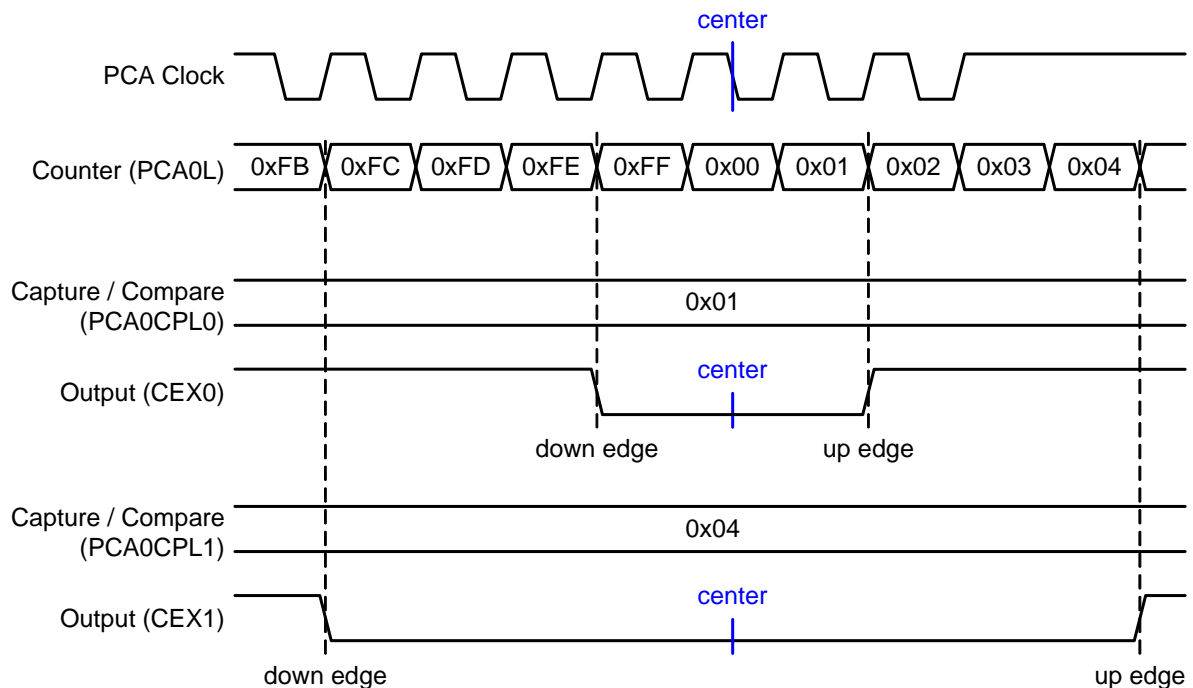 center
PCA Clock
Counter (PCA0L) 0xFB 0xFC 0xFD 0xFE 0xFF 0x00 0x01 0x02 0x03 0x04
Capture / Compare
(PCA0CPL0)
0x01
center
Output (CEX0)
down edge up edge
Capture / Compare
(PCA0CPL1)
0x04
center
Output (CEX1)
down edge up edge